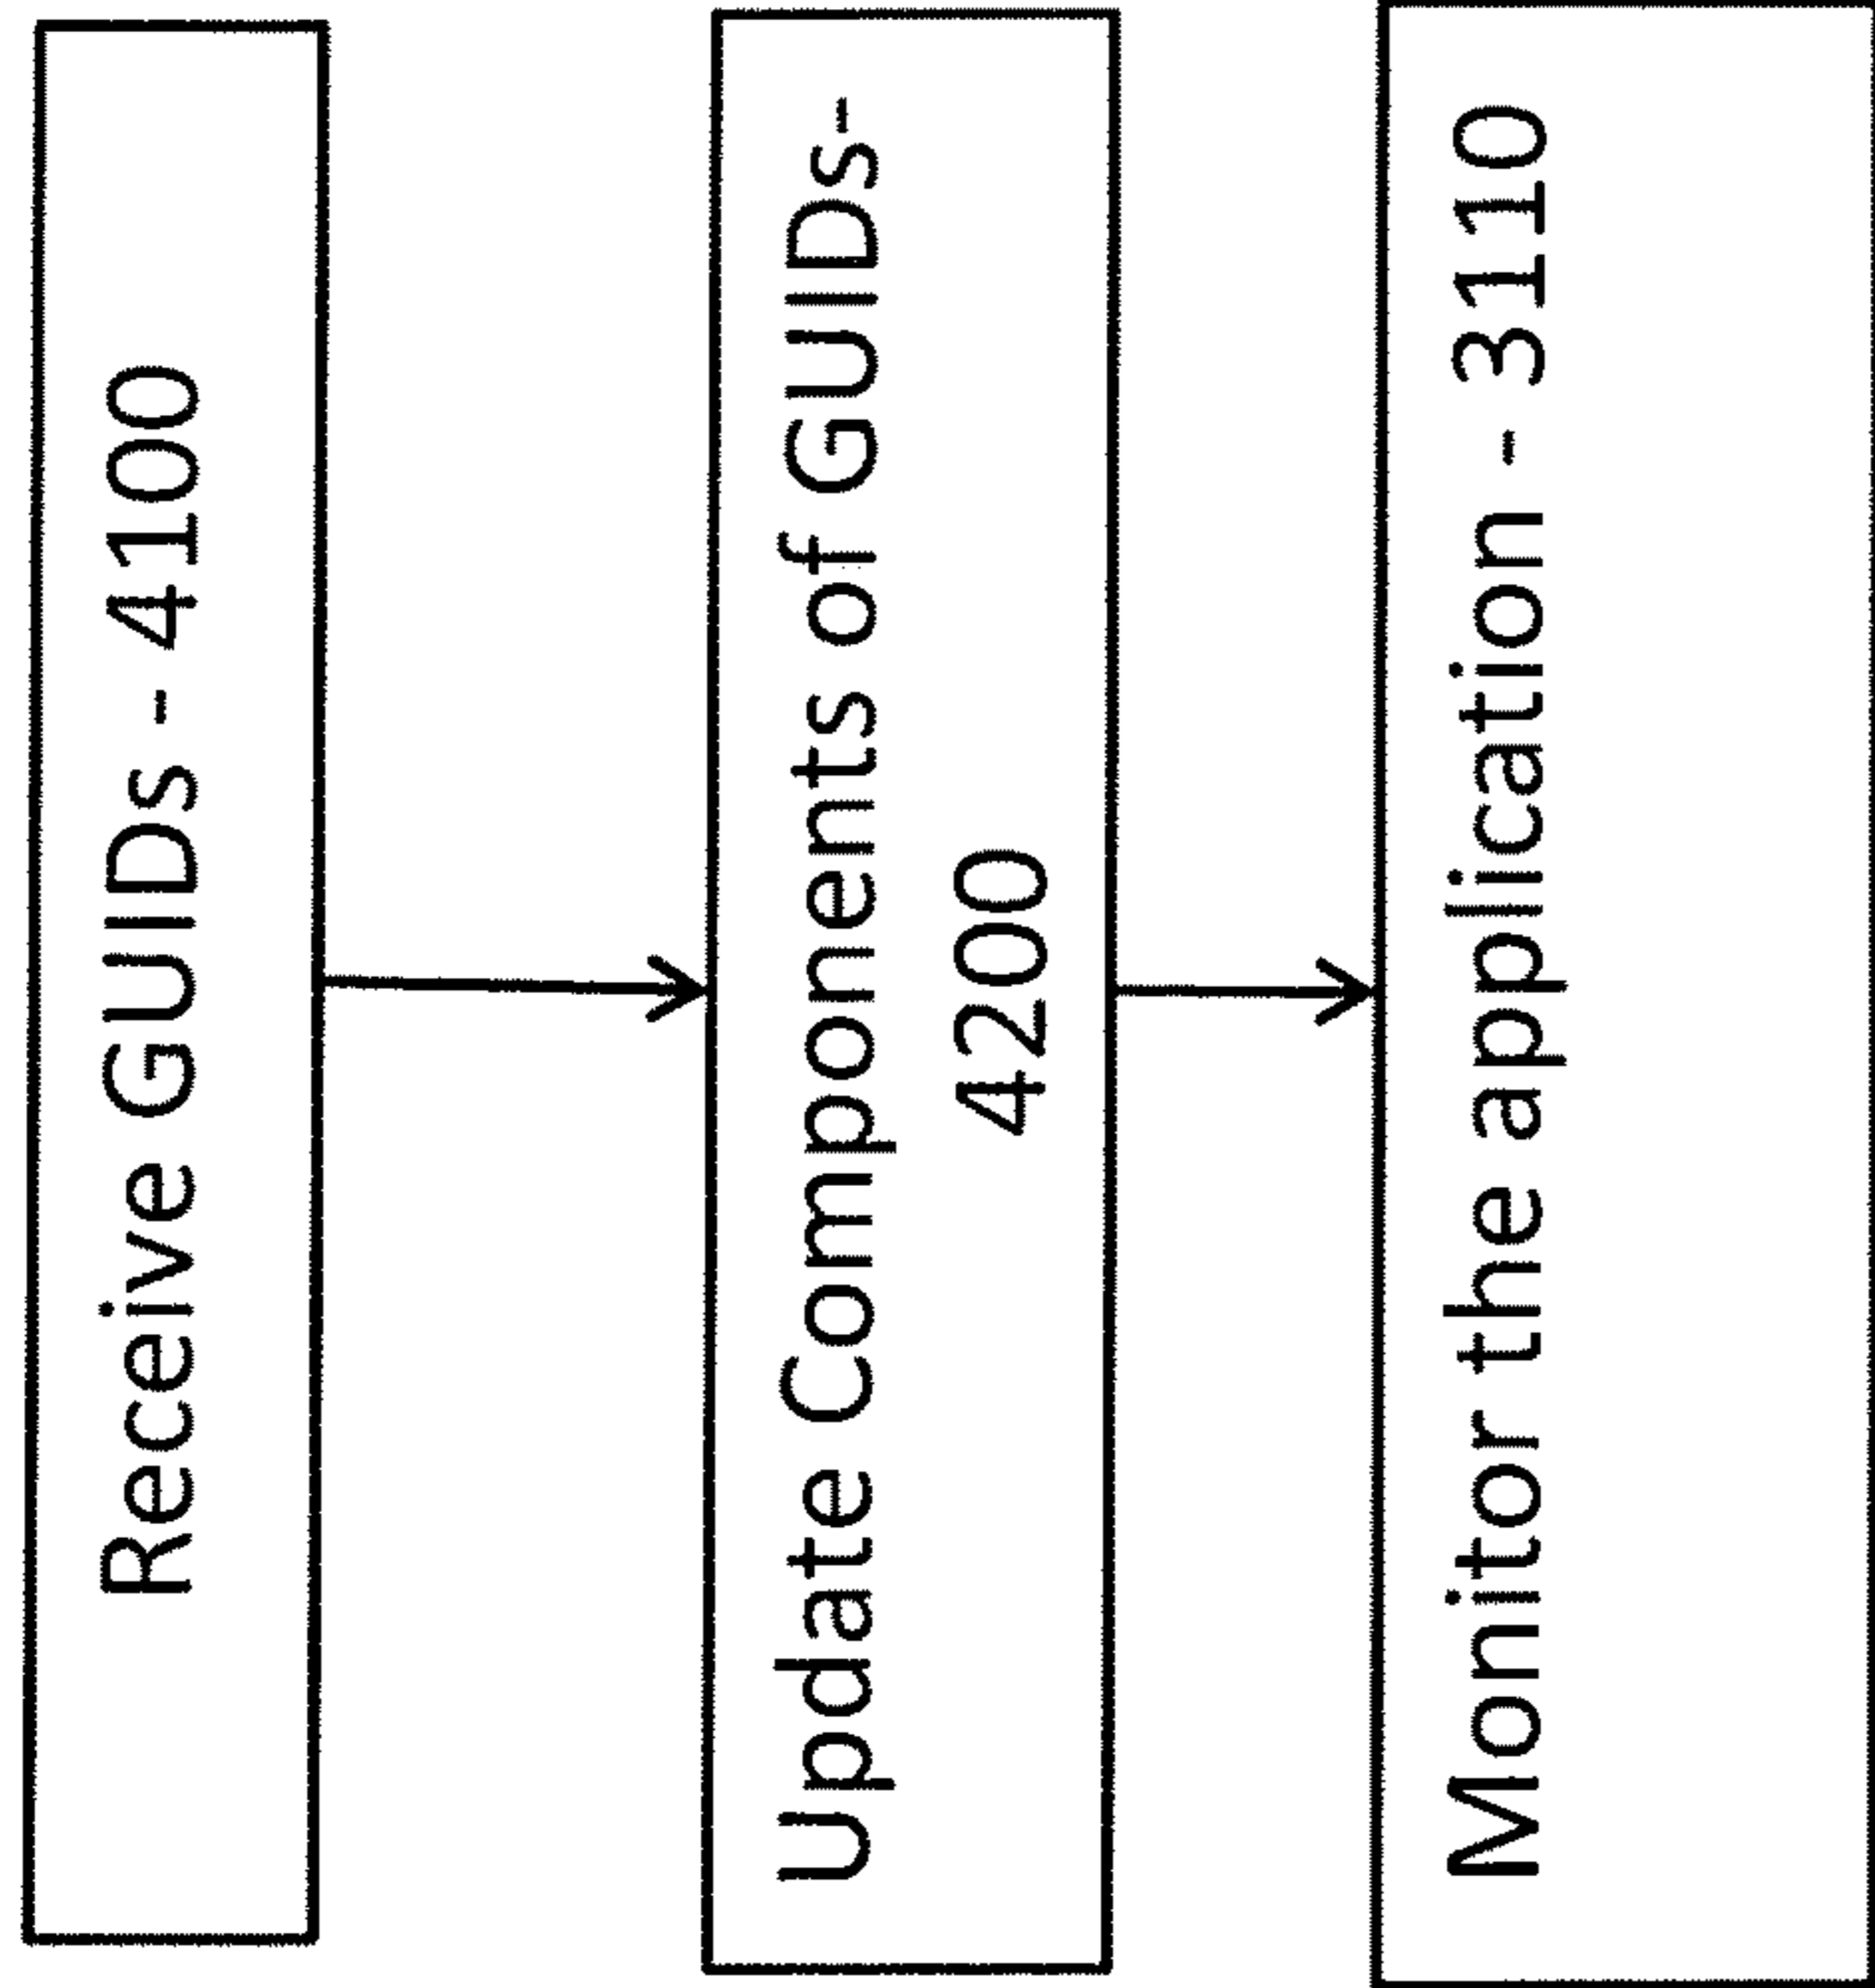 Receive GUIDs - 4100
Update Components of GUIDs-
4200
Monitor the application - 3110